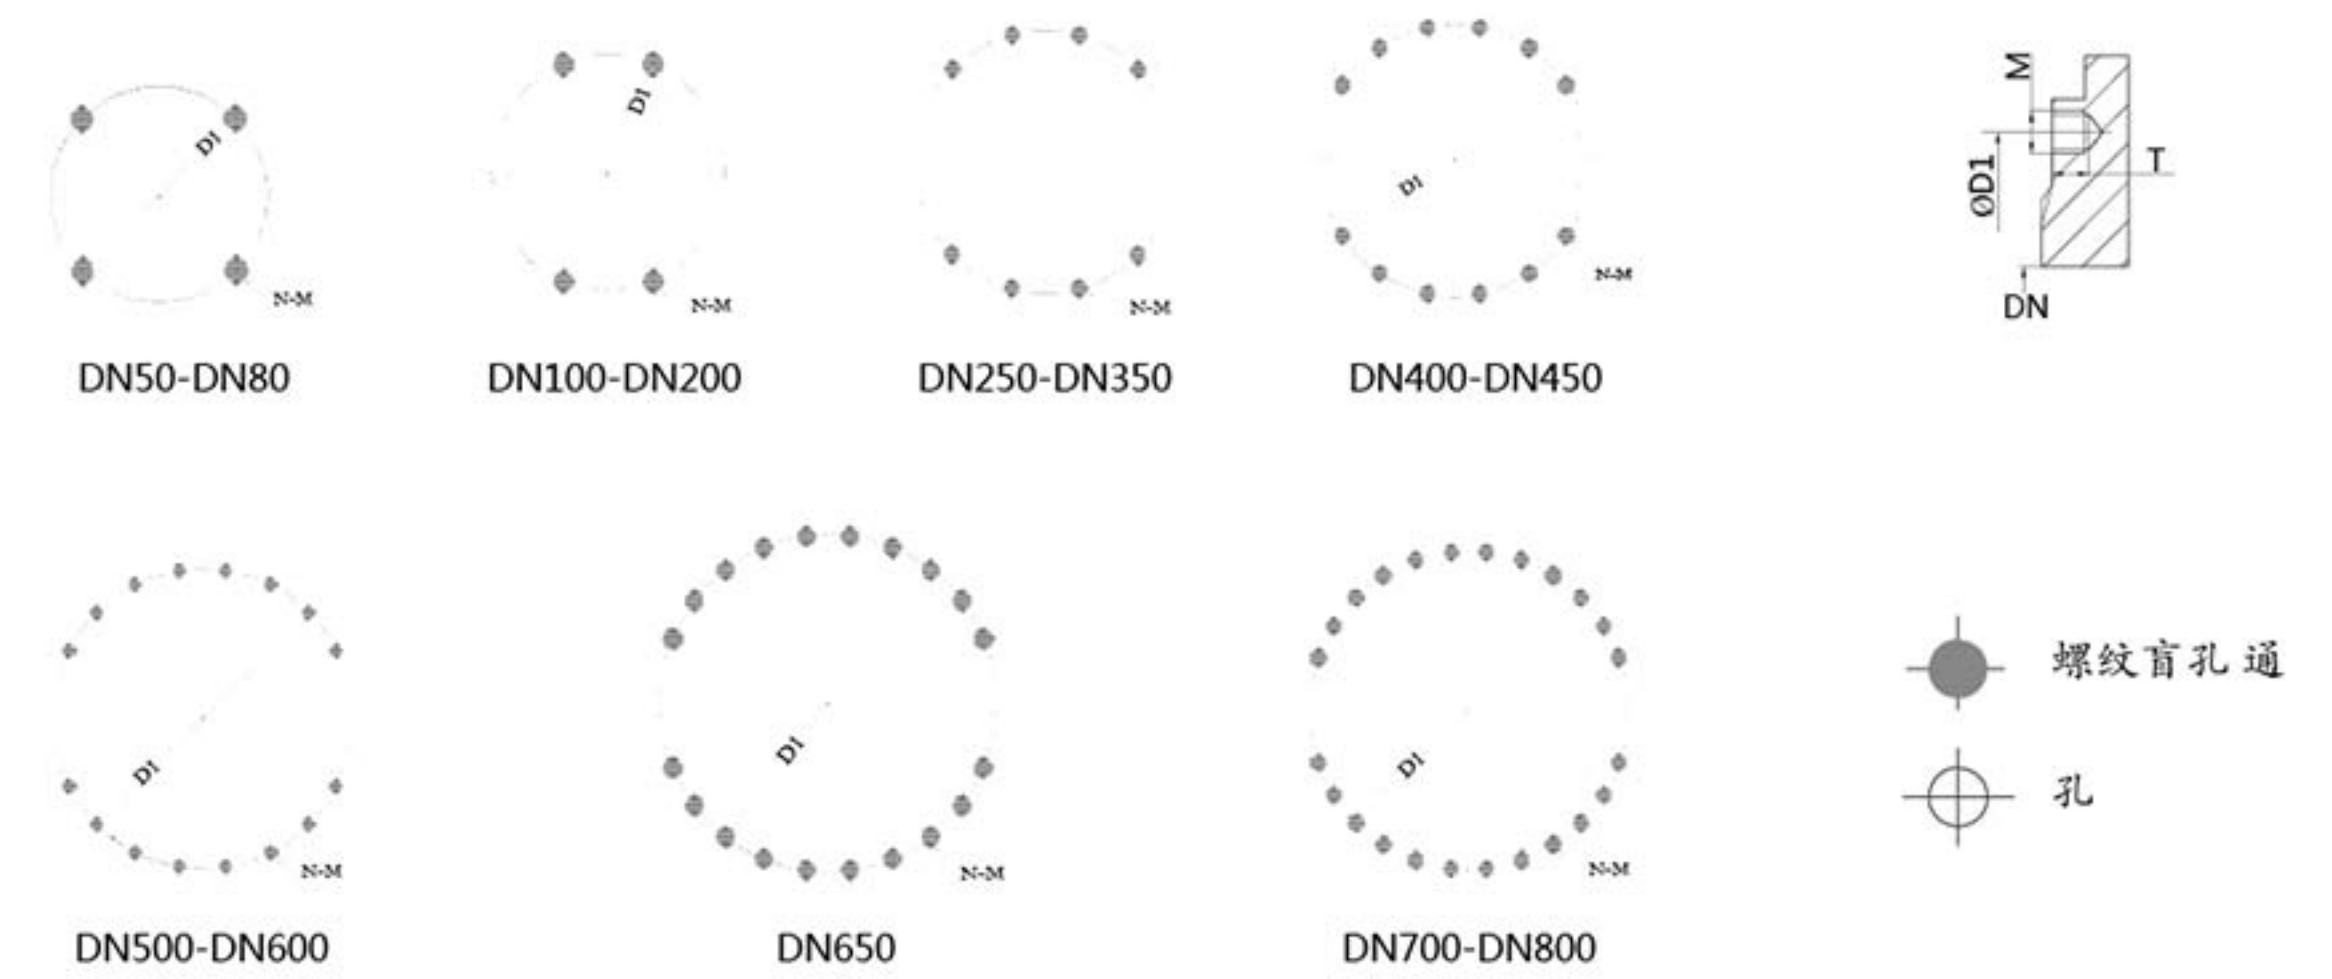 D1
N-M
DN50-DN80
D1
N-M
DN100-DN200
N-M
DN250-DN350
D1
N-M
DN400-DN450
M
ØD1
T
DN
D1
N-M
DN500-DN600
D1
N-M
DN650
D1
N-M
DN700-DN800
螺纹盲孔 通
孔